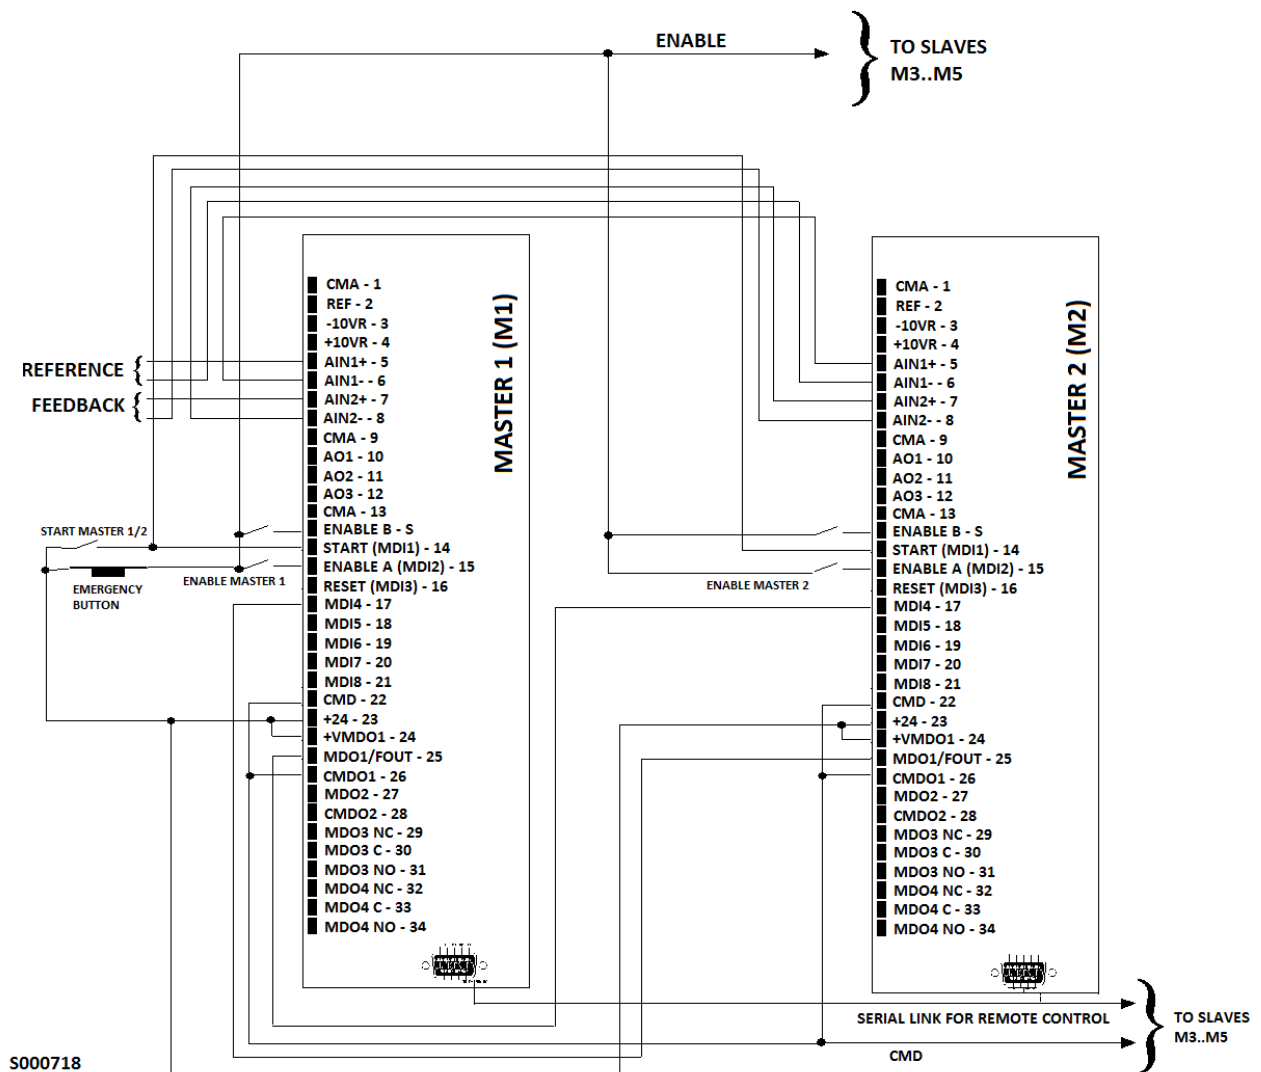 ENABLE
TO SLAVES
M3..M5
CMA - 1
REF - 2
-10VR - 3
+10VR - 4
AIN1+ - 5
AIN1- - 6
AIN2+ - 7
AIN2- - 8
CMA - 9
AO1 - 10
AO2 - 11
AO3 - 12
CMA - 13
ENABLE B - S
START (MDI1) - 14
ENABLE A (MDI2) - 15
RESET (MDI3) - 16
MDI4 - 17
MDI5 - 18
MDI6 - 19
MDI7 - 20
MDI8 - 21
CMD - 22
+24 - 23
+VMDO1 - 24
MDO1/FOUT - 25
CMDO1 - 26
MDO2 - 27
CMDO2 - 28
MDO3 NC - 29
MDO3 C - 30
MDO3 NO - 31
MDO4 NC - 32
MDO4 C - 33
MDO4 NO - 34
MASTER 1 (M1)
REFERENCE
FEEDBACK
START MASTER 1/2
EMERGENCY
BUTTON
ENABLE MASTER 1
CMA - 1
REF - 2
-10VR - 3
+10VR - 4
AIN1+ - 5
AIN1- - 6
AIN2+ - 7
AIN2- - 8
CMA - 9
AO1 - 10
AO2 - 11
AO3 - 12
CMA - 13
ENABLE B - S
START (MDI1) - 14
ENABLE A (MDI2) - 15
RESET (MDI3) - 16
MDI4 - 17
MDI5 - 18
MDI6 - 19
MDI7 - 20
MDI8 - 21
CMD - 22
+24 - 23
+VMDO1 - 24
MDO1/FOUT - 25
CMDO1 - 26
MDO2 - 27
CMDO2 - 28
MDO3 NC - 29
MDO3 C - 30
MDO3 NO - 31
MDO4 NC - 32
MDO4 C - 33
MDO4 NO - 34
MASTER 2 (M2)
ENABLE MASTER 2
SERIAL LINK FOR REMOTE CONTROL
CMD
TO SLAVES
M3..M5
S000718